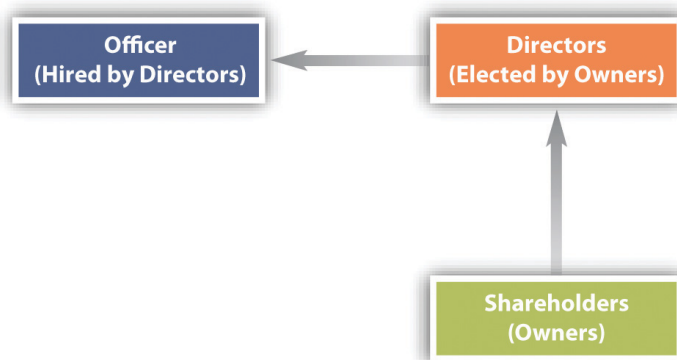 Officer
(Hired by Directors)
Directors
(Elected by Owners)
Shareholders
(Owners)